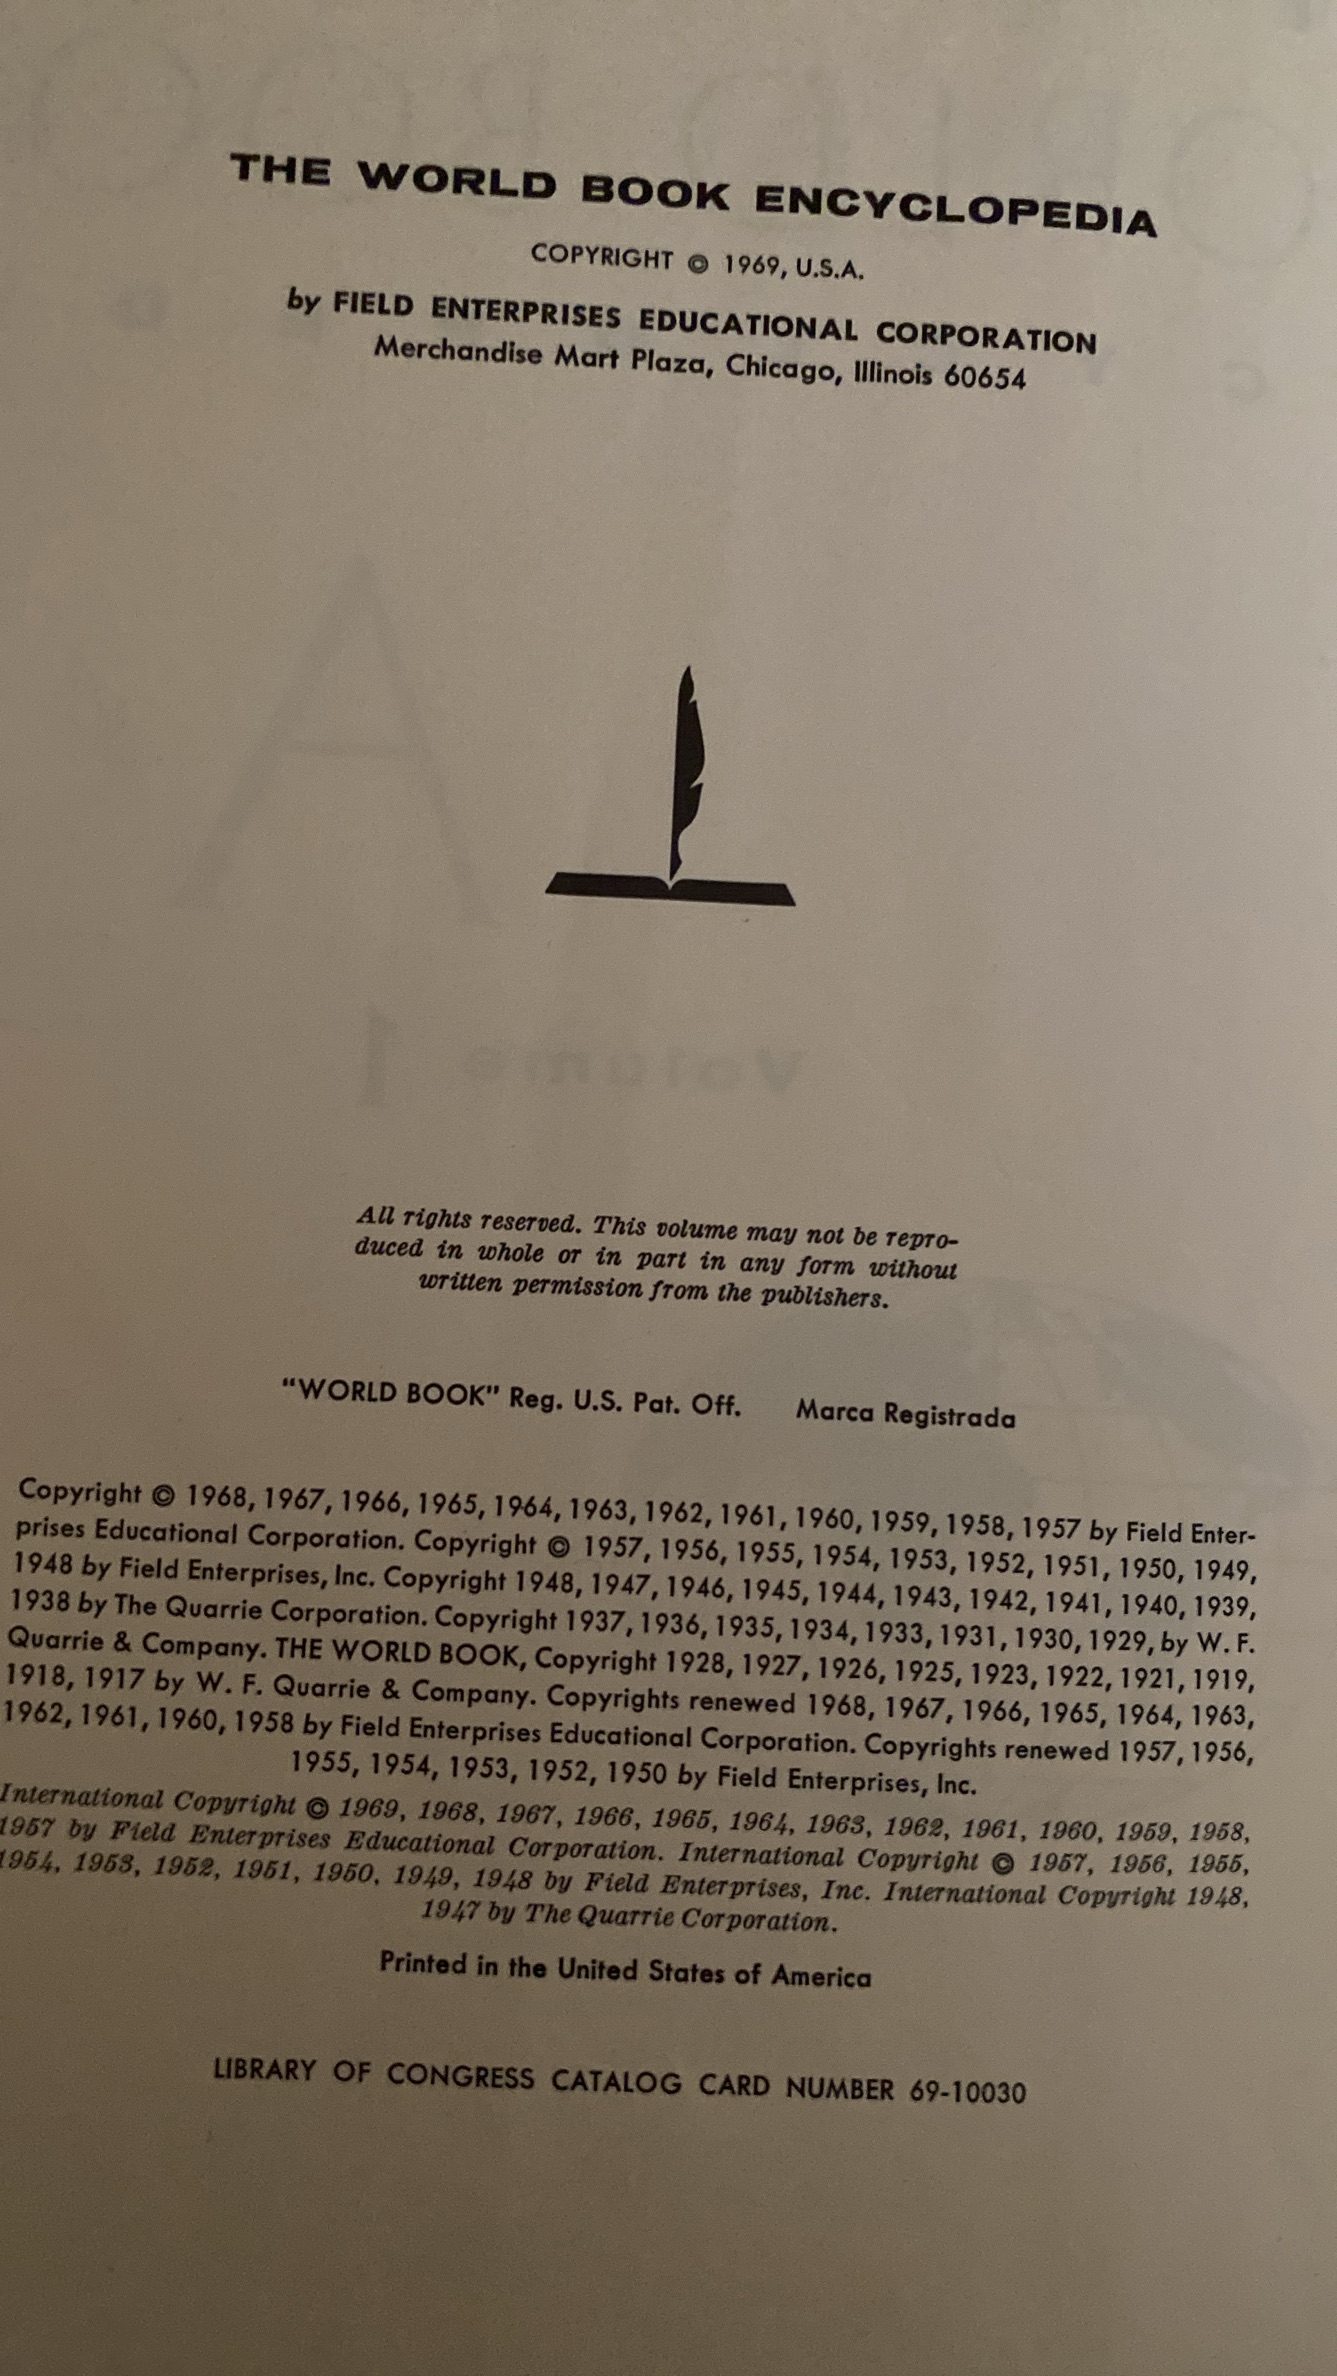 THE WORLD BOOK ENCYCLOPEDIA
COPYRIGHT © 1969, U.S.A.
by FIELD ENTERPRISES EDUCATIONAL CORPORATION
Merchandise Mart Plaza, Chicago, Illinois 60654
A
Volume 1
All rights reserved. This volume may not be repro-
duced in whole or in part in any form without
written permission from the publishers.
"WORLD BOOK" Reg. U.S. Pat. Off. Marca Registrada
Copyright © 1968, 1967, 1966, 1965, 1964, 1963, 1962, 1961, 1960, 1959, 1958, 1957 by Field Enter-
prises Educational Corporation. Copyright © 1957, 1956, 1955, 1954, 1953, 1952, 1951, 1950, 1949,
1948 by Field Enterprises, Inc. Copyright 1948, 1947, 1946, 1945, 1944, 1943, 1942, 1941, 1940, 1939,
1938 by The Quarrie Corporation. Copyright 1937, 1936, 1935, 1934, 1933, 1931, 1930, 1929, by W. F.
Quarrie & Company. THE WORLD BOOK, Copyright 1928, 1927, 1926, 1925, 1923, 1922, 1921, 1919,
1918, 1917 by W. F. Quarrie & Company. Copyrights renewed 1968, 1967, 1966, 1965, 1964, 1963,
1962, 1961, 1960, 1958 by Field Enterprises Educational Corporation. Copyrights renewed 1957, 1956,
1955, 1954, 1953, 1952, 1950 by Field Enterprises, Inc.
International Copyright © 1969, 1968, 1967, 1966, 1965, 1964, 1963, 1962, 1961, 1960, 1959, 1958,
1957 by Field Enterprises Educational Corporation. International Copyright © 1957, 1956, 1955,
1954, 1953, 1952, 1951, 1950, 1949, 1948 by Field Enterprises, Inc. International Copyright 1948,
1947 by The Quarrie Corporation.
Printed in the United States of America
LIBRARY OF CONGRESS CATALOG CARD NUMBER 69-10030